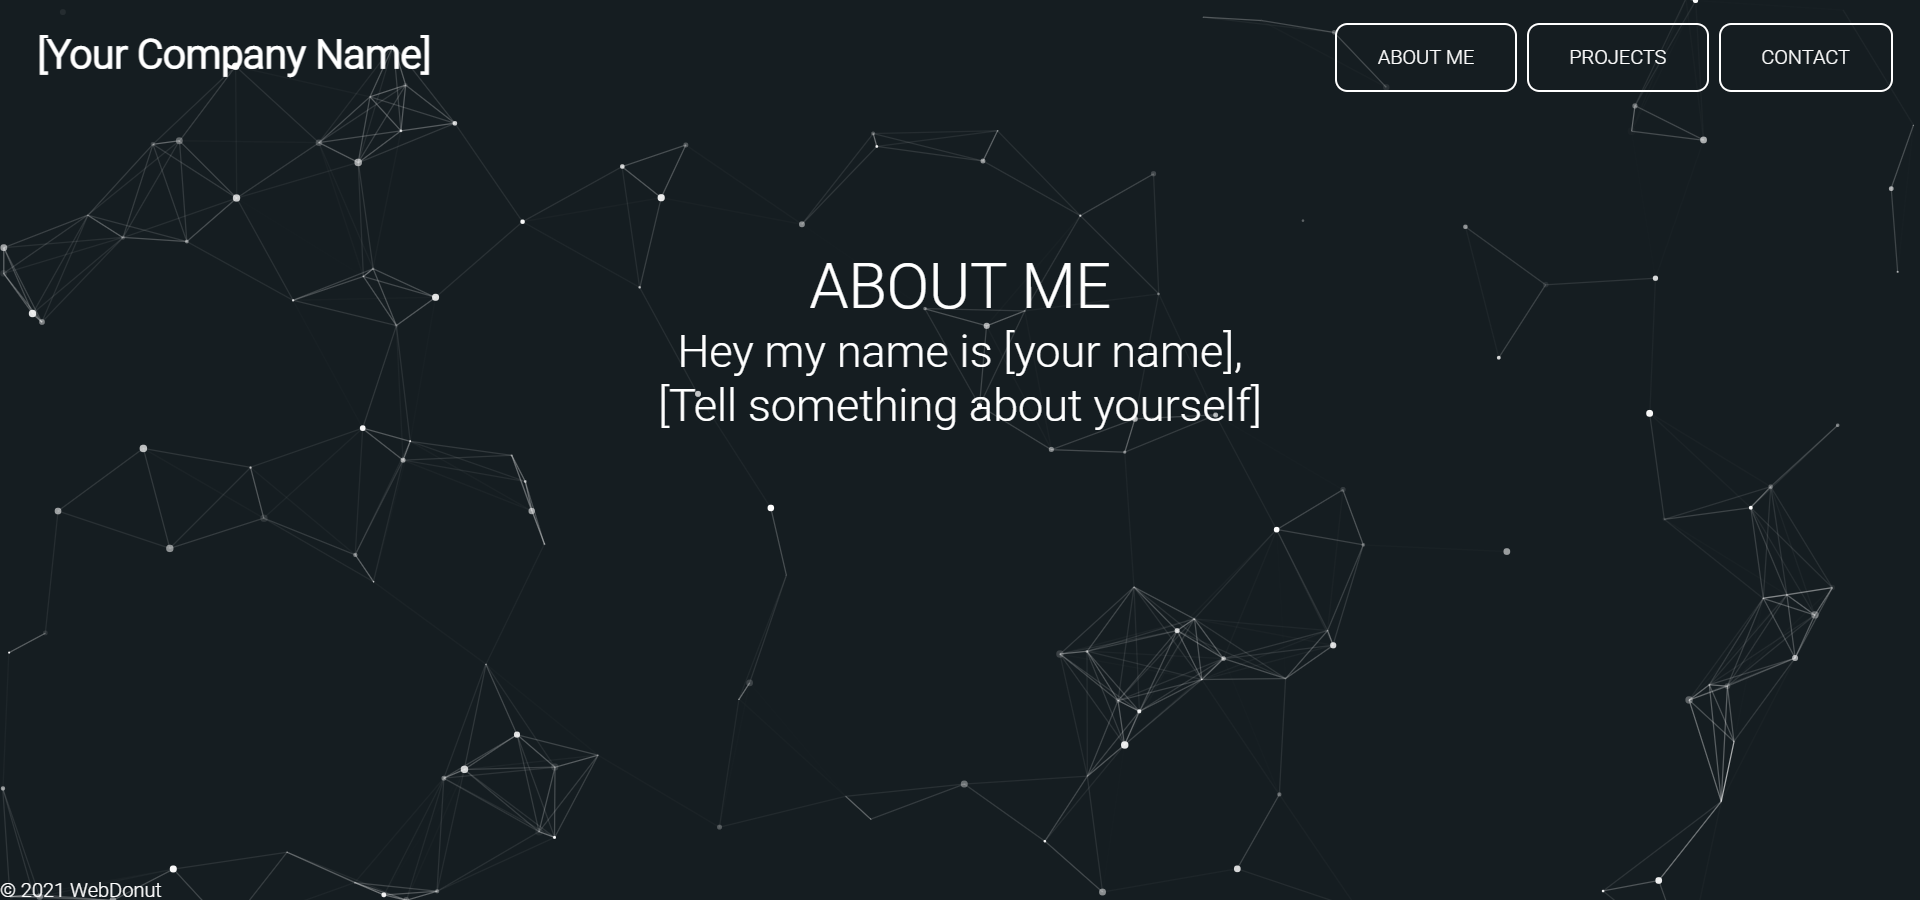 [Your Company Name]
ABOUT ME
PROJECTS
CONTACT
ABOUT ME
Hey my name is [your name],
[Tell something about yourself]
© 2021 WebDonut